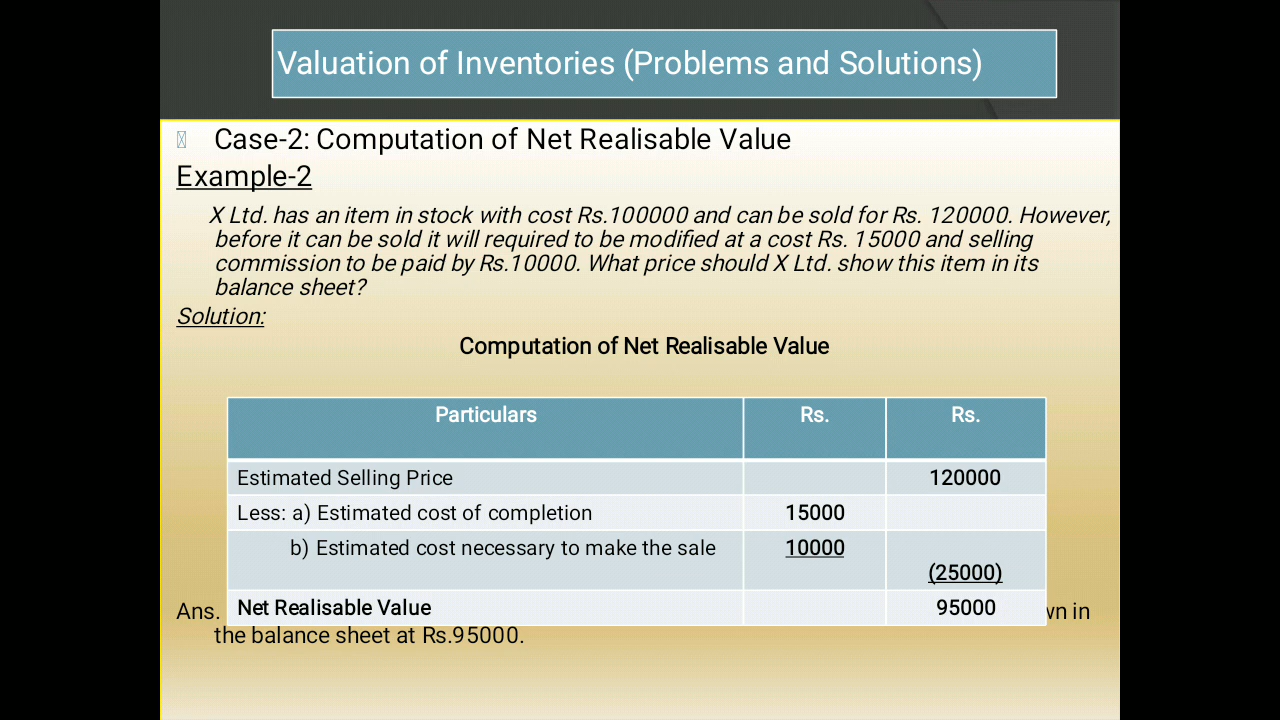 Valuation of Inventories (Problems and Solutions)
Case-2: Computation of Net Realisable Value
Example-2
X Ltd. has an item in stock with cost Rs.100000 and can be sold for Rs. 120000. However,
before it can be sold it will required to be modified at a cost Rs. 15000 and selling
commission to be paid by Rs.10000. What price should X Ltd. show this item in its
balance sheet?
Solution:
Computation of Net Realisable Value
Particulars Rs. Rs.
Estimated Selling Price 120000
Less: a) Estimated cost of completion 15000
b) Estimated cost necessary to make the sale 10000
(25000)
Net Realisable Value 95000
Ans. in
the balance sheet at Rs.95000.